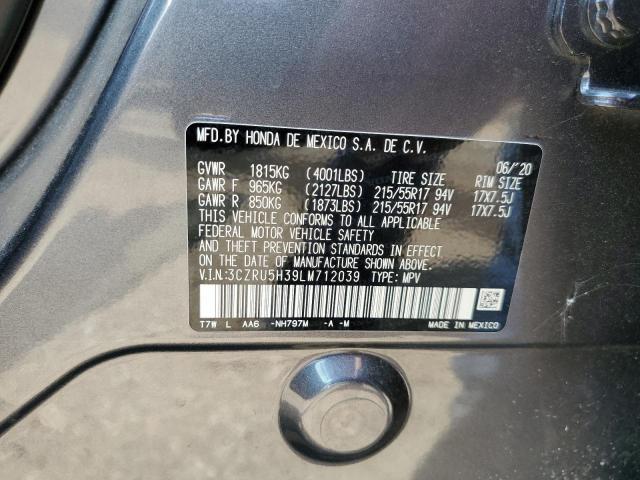 MFD.BY HONDA DE MEXICO S.A. DE C.V.
06/'20
GVWR 1815KG (4001LBS) TIRE SIZE RIM SIZE
GAWR F 965KG (2127LBS) 215/55R17 94V 17X7.5J
GAWR R 850KG (1873LBS) 215/55R17 94V 17X7.5J
THIS VEHICLE CONFORMS TO ALL APPLICABLE
FEDERAL MOTOR VEHICLE SAFETY
AND THEFT PREVENTION STANDARDS IN EFFECT
ON THE DATE OF MANUFACTURE SHOWN ABOVE.
V.I.N:3CZRU5H39LM712039 TYPE: MPV
T7W L AA6 -NH797M -A -M MADE IN MEXICO